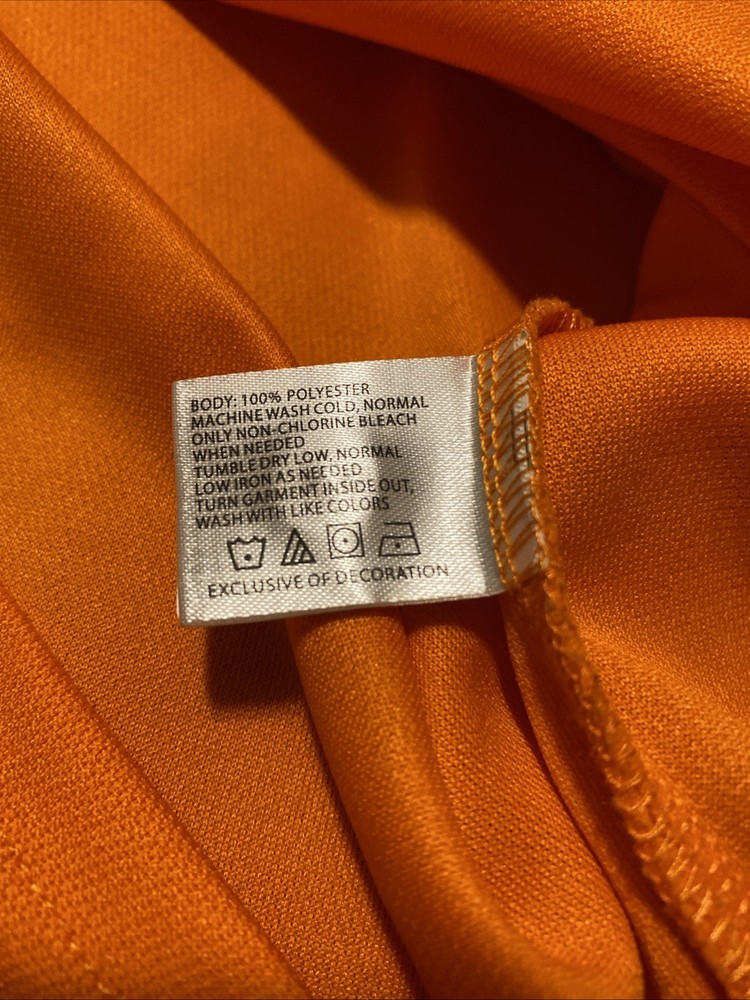 BODY: 100% POLYESTER
MACHINE WASH COLD, NORMAL
ONLY NON-CHLORINE BLEACH
WHEN NEEDED
TUMBLE DRY LOW, NORMAL
LOW IRON AS NEEDED
TURN GARMENT INSIDE OUT,
WASH WITH LIKE COLORS
EXCLUSIVE OF DECORATION